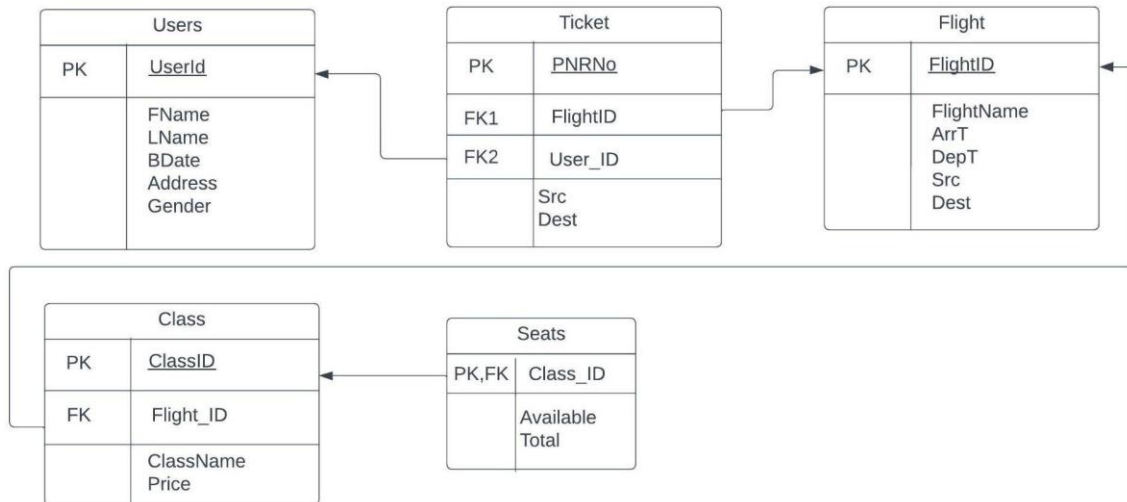 Users
PK UserId
FName
LName
BDate
Address
Gender
Ticket
PK PNRNo
FK1 FlightID
FK2 User_ID
Src
Dest
Flight
PK FlightID
FlightName
ArrT
DepT
Src
Dest
Class
PK ClassID
FK Flight_ID
ClassName
Price
Seats
PK,FK Class_ID
Available
Total